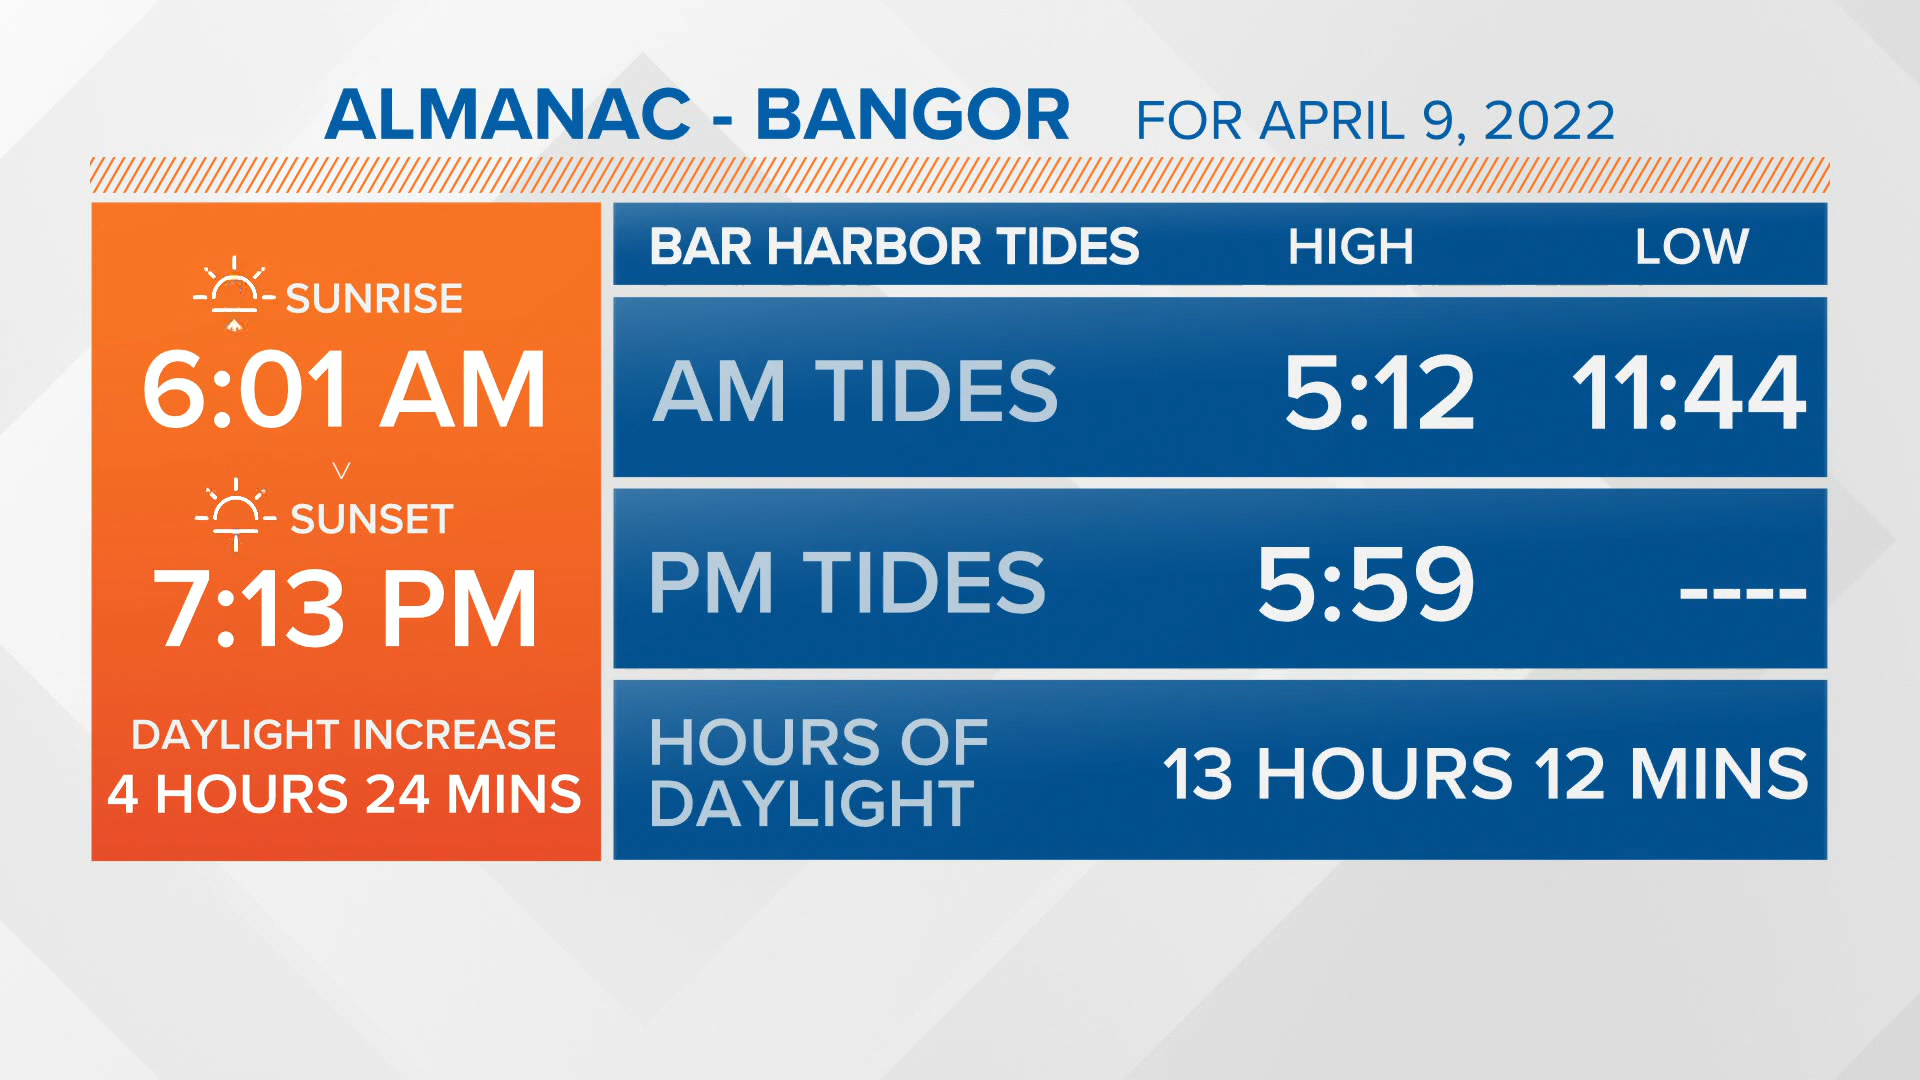 ALMANAC - BANGOR FOR APRIL 9, 2022
SUNRISE
6:01 AM
SUNSET
7:13 PM
DAYLIGHT INCREASE
4 HOURS 24 MINS
BAR HARBOR TIDES HIGH LOW
AM TIDES 5:12 11:44
PM TIDES 5:59 ----
HOURS OF
DAYLIGHT
13 HOURS 12 MINS